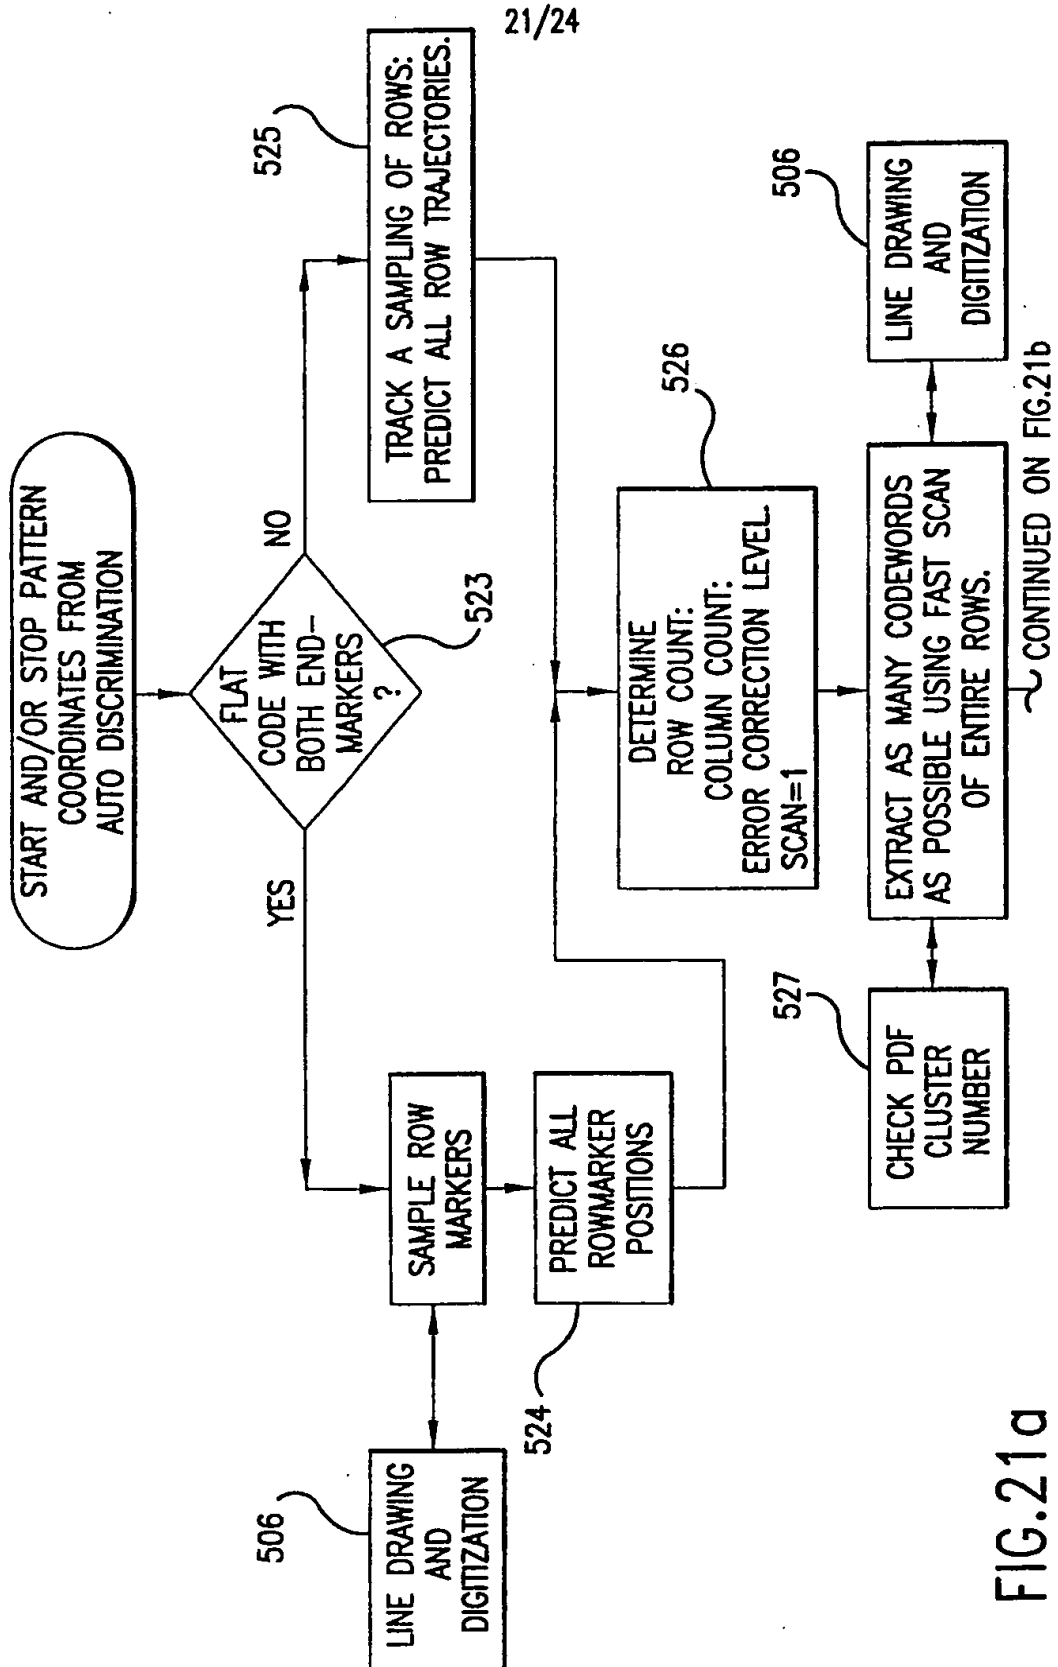 21/24
START AND/OR STOP PATTERN
COORDINATES FROM
AUTO DISCRIMINATION
FLAT
CODE WITH
BOTH END-
MARKERS
?
523
YES
NO
525
TRACK A SAMPLING OF ROWS:
PREDICT ALL ROW TRAJECTORIES.
506
LINE DRAWING
AND
DIGITIZATION
SAMPLE ROW
MARKERS
PREDICT ALL
ROWMARKER
POSITIONS
524
526
DETERMINE
ROW COUNT:
COLUMN COUNT:
ERROR CORRECTION LEVEL.
SCAN=1
527
CHECK PDF
CLUSTER
NUMBER
EXTRACT AS MANY CODEWORDS
AS POSSIBLE USING FAST SCAN
OF ENTIRE ROWS.
506
LINE DRAWING
AND
DIGITIZATION
CONTINUED ON FIG.21b
FIG.21a